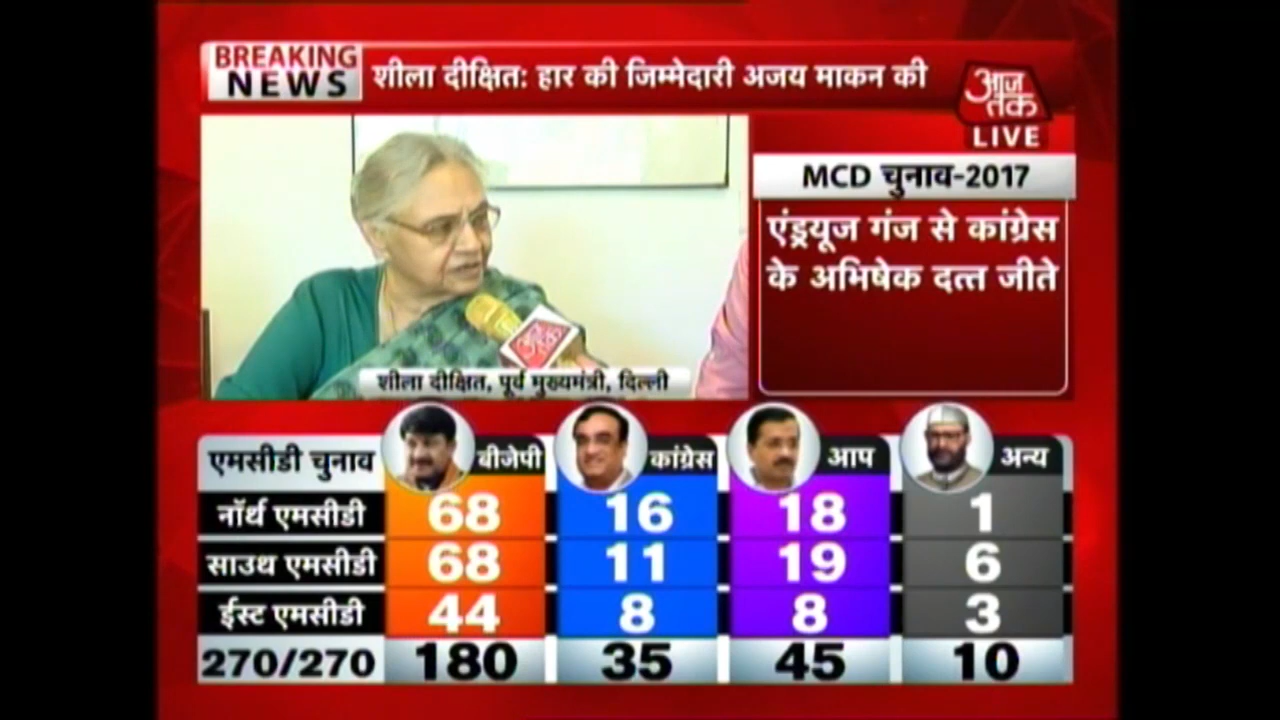 BREAKING NEWS
शीला दीक्षित: हार की जिम्मेदारी अजय माकन की
आज तक
LIVE
MCD चुनाव-2017
एंड्रयूज गंज से कांग्रेस
के अभिषेक दत्त जीते
आज तक
शीला दीक्षित, पूर्व मुख्यमंत्री, दिल्ली
एमसीडी चुनाव बीजेपी कांग्रेस आप अन्य
नॉर्थ एमसीडी 68 16 18 1
साउथ एमसीडी 68 11 19 6
ईस्ट एमसीडी 44 8 8 3
270/270 180 35 45 10